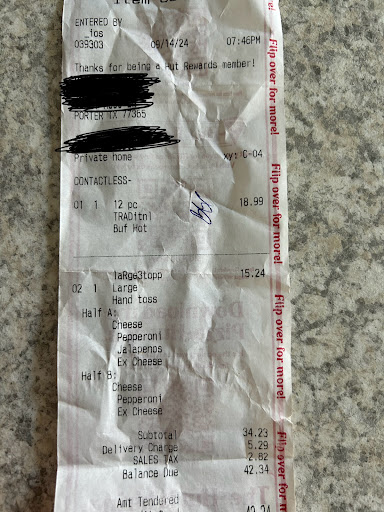 ENTERED BY
_ios
039303 09/14/24 07:46PM
Thanks for being a Hut Rewards member!
PORTER TX 77365
Private home xy: C-04
CONTACTLESS-
01 1 12 pc 18.99
TRADitnl
Buf Hot
laRge3topp 15.24
02 1 Large
Hand toss
Half A:
Cheese
Pepperoni
Jalapenos
Ex Cheese
Half B:
Cheese
Pepperoni
Ex Cheese
Subtotal 34.23
Delivery Charge 5.29
SALES TAX 2.82
Balance Due 42.34
Amt Tendered
Flip over for more!
Flip over for more!
Flip over for more!
Flip over for more!